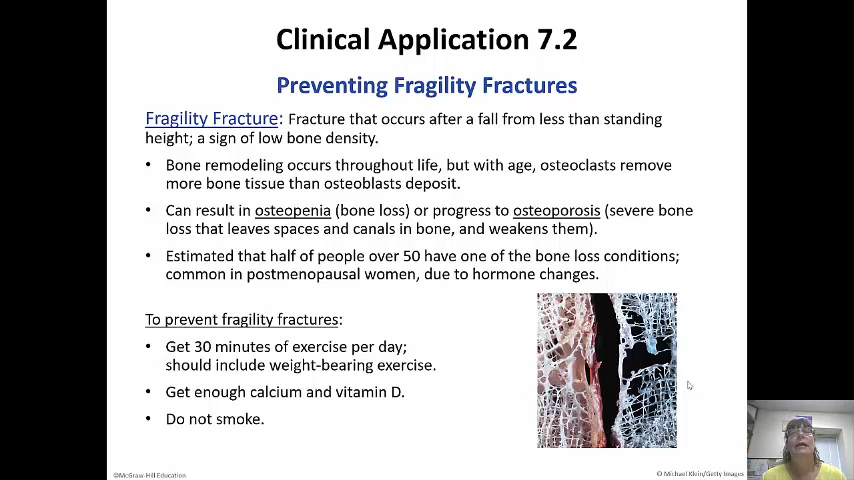 Clinical Application 7.2
Preventing Fragility Fractures
Fragility Fracture: Fracture that occurs after a fall from less than standing
height; a sign of low bone density.
• Bone remodeling occurs throughout life, but with age, osteoclasts remove
more bone tissue than osteoblasts deposit.
• Can result in osteopenia (bone loss) or progress to osteoporosis (severe bone
loss that leaves spaces and canals in bone, and weakens them).
• Estimated that half of people over 50 have one of the bone loss conditions;
common in postmenopausal women, due to hormone changes.
To prevent fragility fractures:
• Get 30 minutes of exercise per day;
should include weight-bearing exercise.
• Get enough calcium and vitamin D.
• Do not smoke.
©McGraw-Hill Education
© Michael Klein/Getty Images